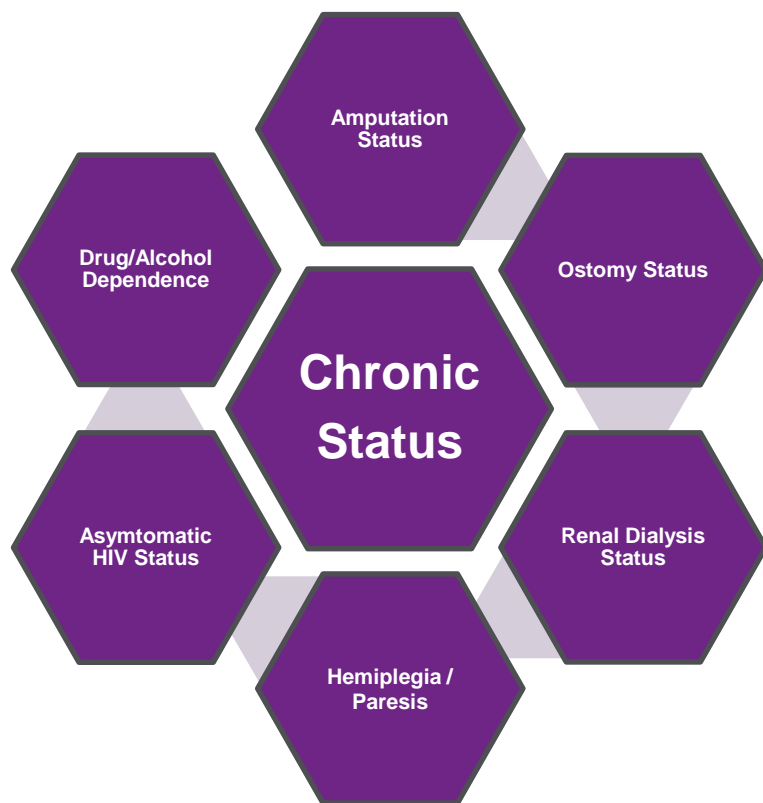 Amputation
Status
Ostomy Status
Renal Dialysis
Status
Hemiplegia /
Paresis
Asymtomatic
HIV Status
Drug/Alcohol
Dependence
Chronic
Status